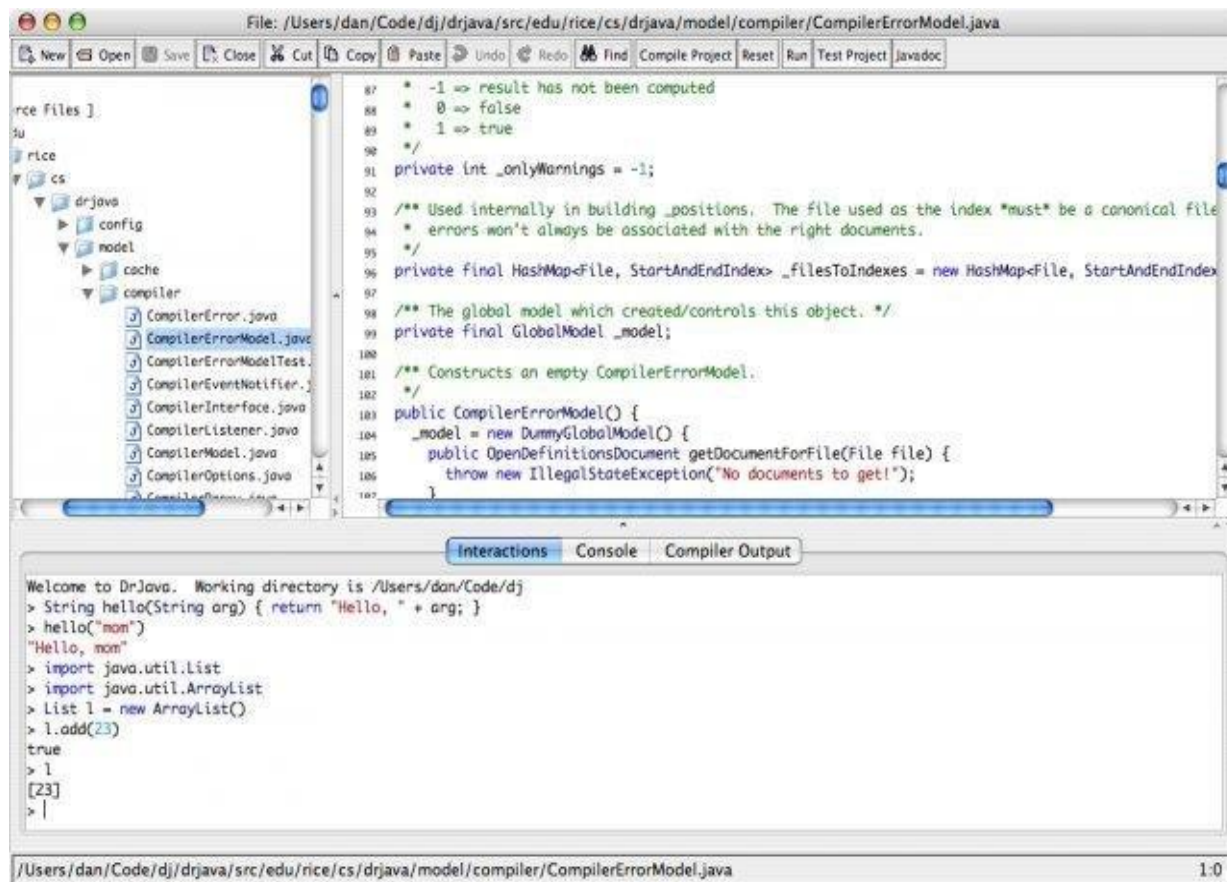 File: /Users/dan/Code/dj/drjava/src/edu/rice/cs/drjava/model/compiler/CompilerErrorModel.java
New Open Save Close Cut Copy Paste Undo Redo Find Compile Project Reset Run Test Project Javadoc
rce Files ]
du
rice
cs
drjava
config
model
cache
compiler
CompilerError.java
CompilerErrorModel.java
CompilerErrorModelTest.
CompilerEventNotifier.j
CompilerInterface.java
CompilerListener.java
CompilerModel.java
CompilerOptions.java
87 * -1 => result has not been computed
88 * 0 => false
89 * 1 => true
90 */
91 private int _onlyWarnings = -1;
92
93 /** Used internally in building _positions. The file used as the index *must* be a canonical file
94 * errors won't always be associated with the right documents.
95 */
96 private final HashMap<File, StartAndEndIndex> _filesToIndexes = new HashMap<File, StartAndEndIndex
97
98 /** The global model which created/controls this object. */
99 private final GlobalModel _model;
100
101 /** Constructs an empty CompilerErrorModel.
102 */
103 public CompilerErrorModel() {
104 _model = new DummyGlobalModel() {
105 public OpenDefinitionsDocument getDocumentForFile(File file) {
106 throw new IllegalStateException("No documents to get!");
107 }
Interactions Console Compiler Output
Welcome to DrJava. Working directory is /Users/dan/Code/dj
> String hello(String arg) { return "Hello, " + arg; }
> hello("mom")
"Hello, mom"
> import java.util.List
> import java.util.ArrayList
> List l = new ArrayList()
> l.add(23)
true
> l
[23]
>
/Users/dan/Code/dj/drjava/src/edu/rice/cs/drjava/model/compiler/CompilerErrorModel.java 1:0